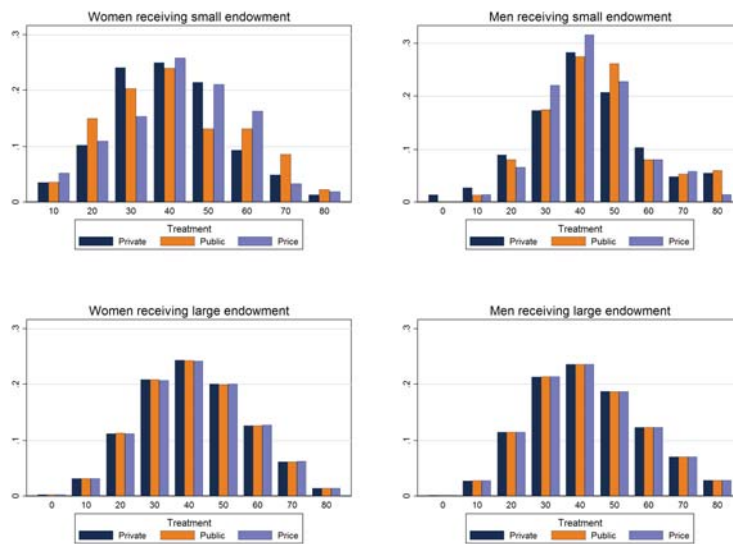 Women receiving small endowment
.3
.2
.1
0
10 20 30 40 50 60 70 80
Treatment
Private Public Price
Men receiving small endowment
.3
.2
.1
0
0 10 20 30 40 50 60 70 80
Treatment
Private Public Price
Women receiving large endowment
.3
.2
.1
0
0 10 20 30 40 50 60 70 80
Treatment
Private Public Price
Men receiving large endowment
.3
.2
.1
0
0 10 20 30 40 50 60 70 80
Treatment
Private Public Price